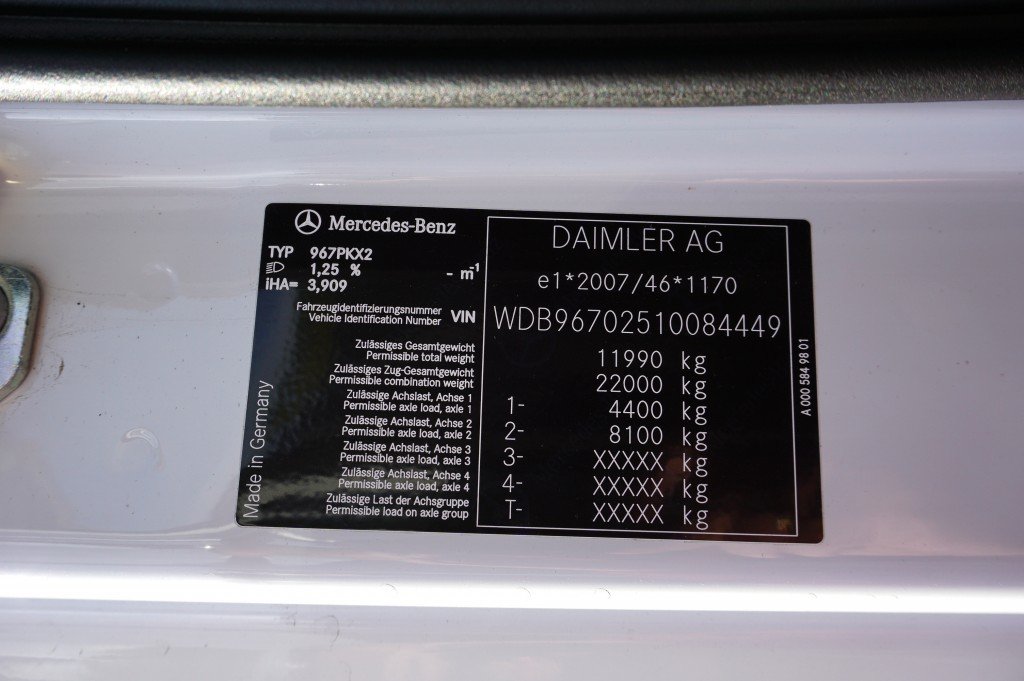 Mercedes-Benz
TYP 967PKX2
1,25 % - m-1
iHA= 3,909
DAIMLER AG
e1*2007/46*1170
Fahrzeugidentifizierungsnummer
Vehicle Identification Number VIN WDB96702510084449
Zulässiges Gesamtgewicht
Permissible total weight 11990 kg
Zulässiges Zug-Gesamtgewicht
Permissible combination weight 22000 kg
Zulässige Achslast, Achse 1
Permissible axle load, axle 1 1- 4400 kg
Zulässige Achslast, Achse 2
Permissible axle load, axle 2 2- 8100 kg
Zulässige Achslast, Achse 3
Permissible axle load, axle 3 3- XXXXX kg
Zulässige Achslast, Achse 4
Permissible axle load, axle 4 4- XXXXX kg
Zulässige Last der Achsgruppe
Permissible load on axle group T- XXXXX kg
Made in Germany
A 000 584 98 01